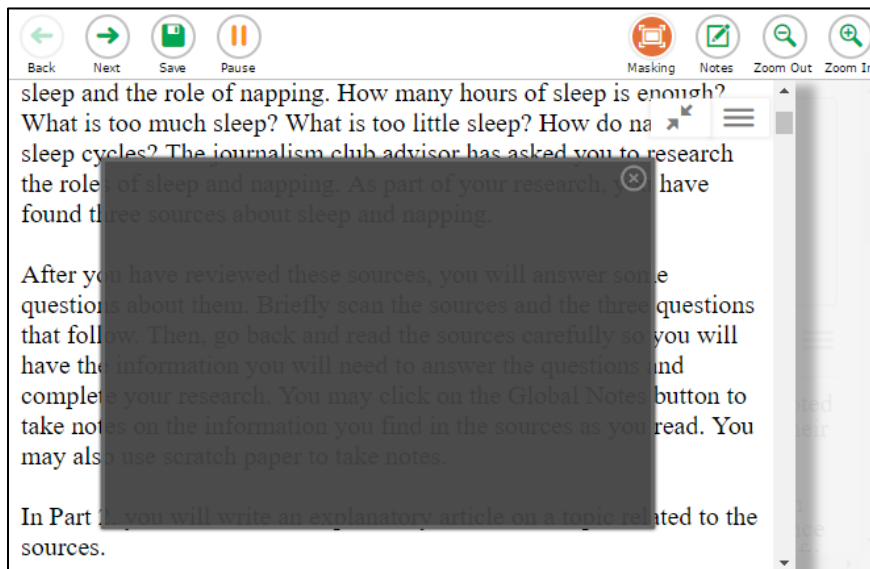 Back Next Save Pause Masking Notes Zoom Out Zoom In
sleep and the role of napping. How many hours of sleep is enough?
What is too much sleep? What is too little sleep? How do
sleep cycles? The journalism club advisor has asked you to research
the roles of sleep and napping. As part of your research, you have
found three sources about sleep and napping.
After you have reviewed these sources, you will answer some
questions about them. Briefly scan the sources and the three questions
that follow. Then, go back and read the sources carefully so you will
have the information you will need to answer the questions and
complete your research. You may click on the Global Notes button to
take notes on the information you find in the sources as you read. You
may also use scratch paper to take notes.
In Part 2, you will write an explanatory article on a topic related to the
sources.